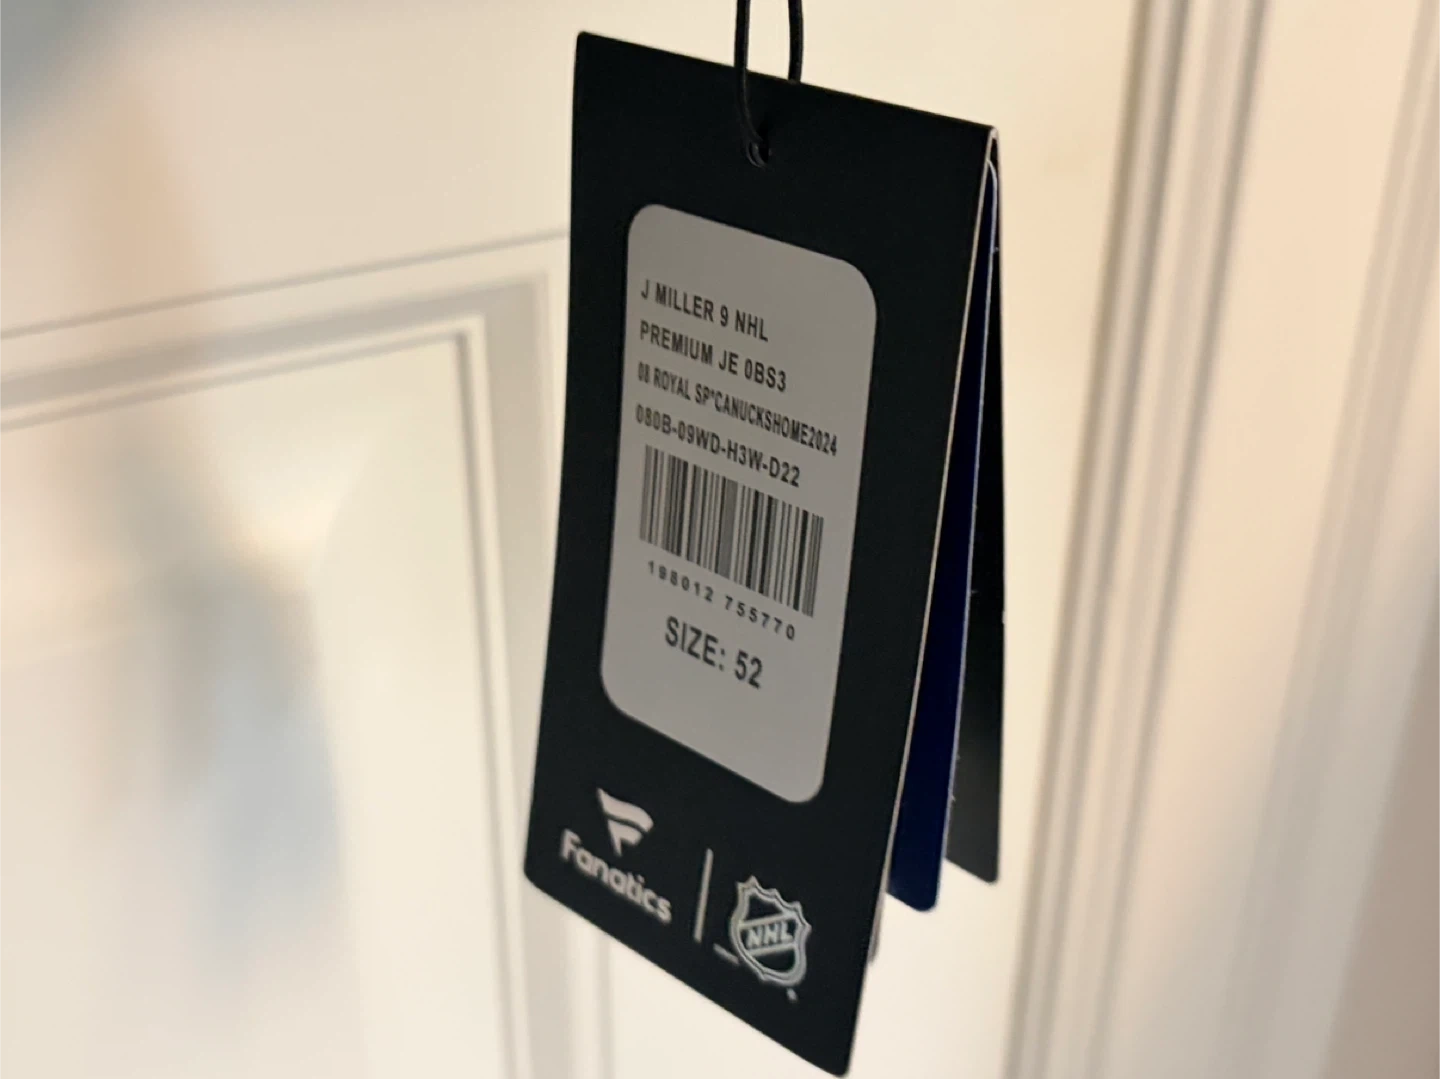 J MILLER 9 NHL
PREMIUM JE 0BS3
08 ROYAL SP*CANUCKSHOME2024
080B-09WD-H3W-D22
198012 755770
SIZE: 52
Fanatics
NHL